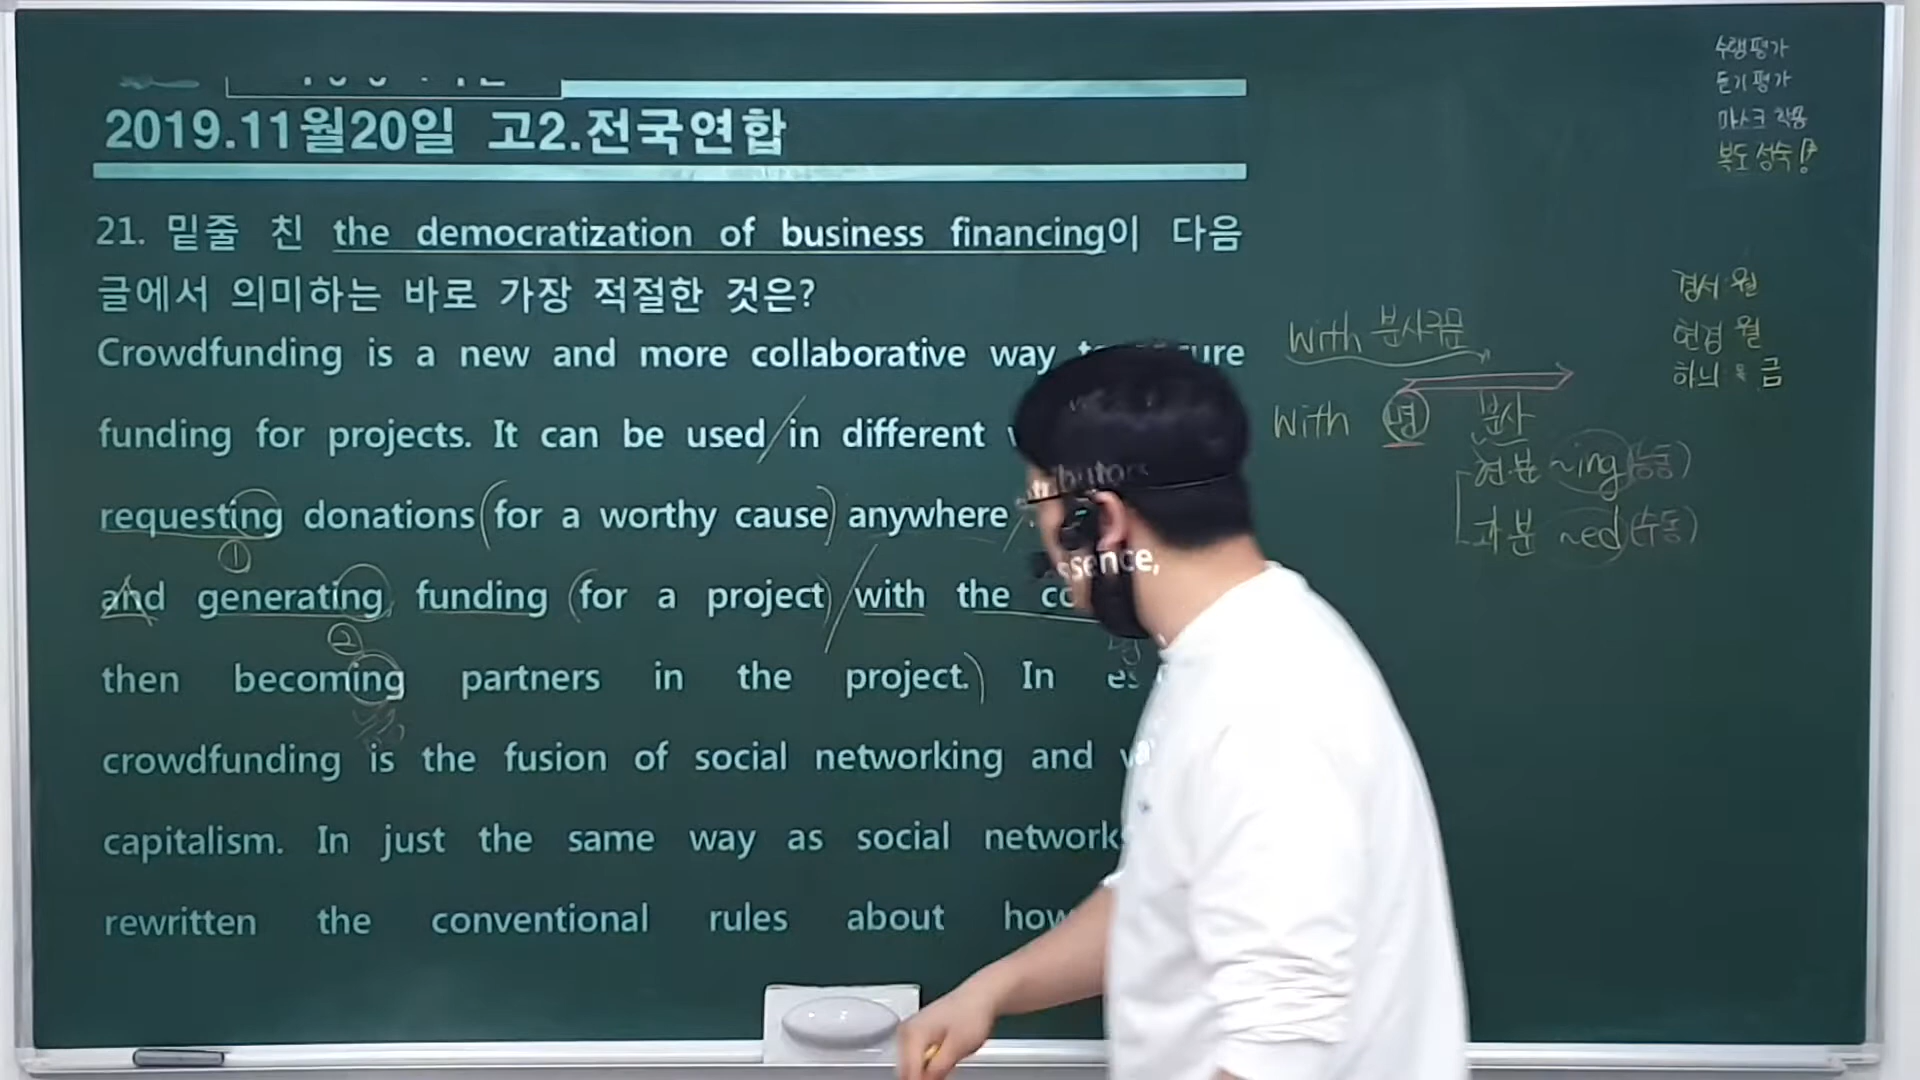 2019.11월20일 고2.전국연합
21. 밑줄 친 the democratization of business financing이 다음
글에서 의미하는 바로 가장 적절한 것은?
Crowdfunding is a new and more collaborative way
funding for projects. It can be used in different
requesting donations for a worthy cause anywhere
①
and generating funding for a project with the
②
then becoming partners in the project. In
ssence,
crowdfunding is the fusion of social networking and
capitalism. In just the same way as social network
rewritten the conventional rules about how
with 분사구문
with 명 분사
현분 ~ing(능동)
과분 ~ed(수동)
수행평가
듣기평가
마스크 착용
복도 정숙!
경서 월
현경 월
금